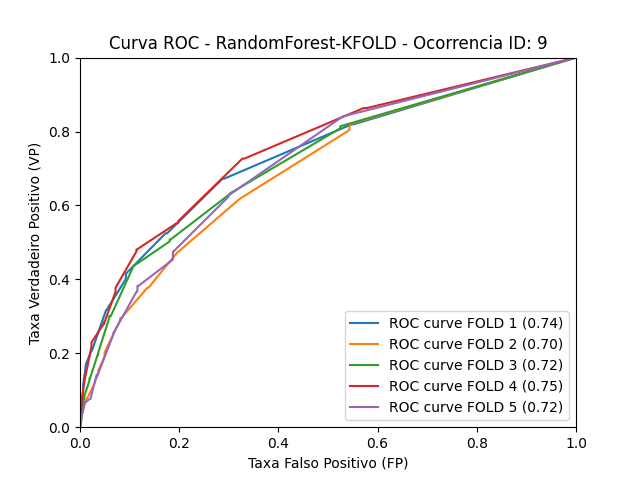 Curva ROC - RandomForest-KFOLD - Ocorrencia ID: 9
Taxa Verdadeiro Positivo (VP)
1.0
0.8
0.6
0.4
0.2
0.0
ROC curve FOLD 1 (0.74)
ROC curve FOLD 2 (0.70)
ROC curve FOLD 3 (0.72)
ROC curve FOLD 4 (0.75)
ROC curve FOLD 5 (0.72)
0.0 0.2 0.4 0.6 0.8 1.0
Taxa Falso Positivo (FP)